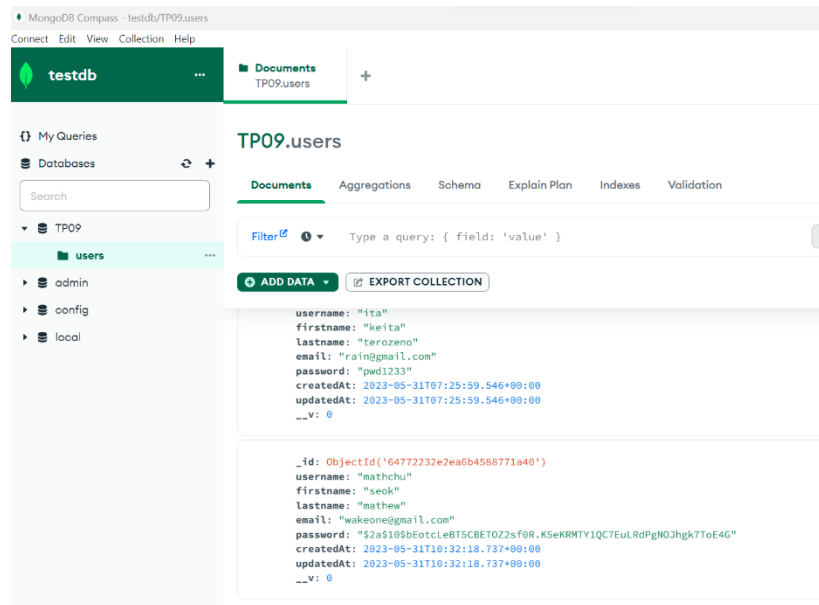 MongoDB Compass - testdb/TP09.users
Connect Edit View Collection Help
testdb ...
Documents
TP09.users
+
{} My Queries
Databases
Search
TP09
users ...
admin
config
local
TP09.users
Documents Aggregations Schema Explain Plan Indexes Validation
Filter Type a query: { field: 'value' }
ADD DATA EXPORT COLLECTION
username: "ita"
firstname: "keita"
lastname: "terozeno"
email: "rain@gmail.com"
password: "pwd1233"
createdAt: 2023-05-31T07:25:59.546+00:00
updatedAt: 2023-05-31T07:25:59.546+00:00
__v: 0
_id: ObjectId('64772232e2ea6b4588771a40')
username: "mathchu"
firstname: "seok"
lastname: "mathew"
email: "wakeone@gmail.com"
password: "$2a$10$bEotcLeBT5CBETOZ2sf0R.K5eKRMTY1QC7EuLRdPgNOJhgk7ToE4G"
createdAt: 2023-05-31T10:32:18.737+00:00
updatedAt: 2023-05-31T10:32:18.737+00:00
__v: 0